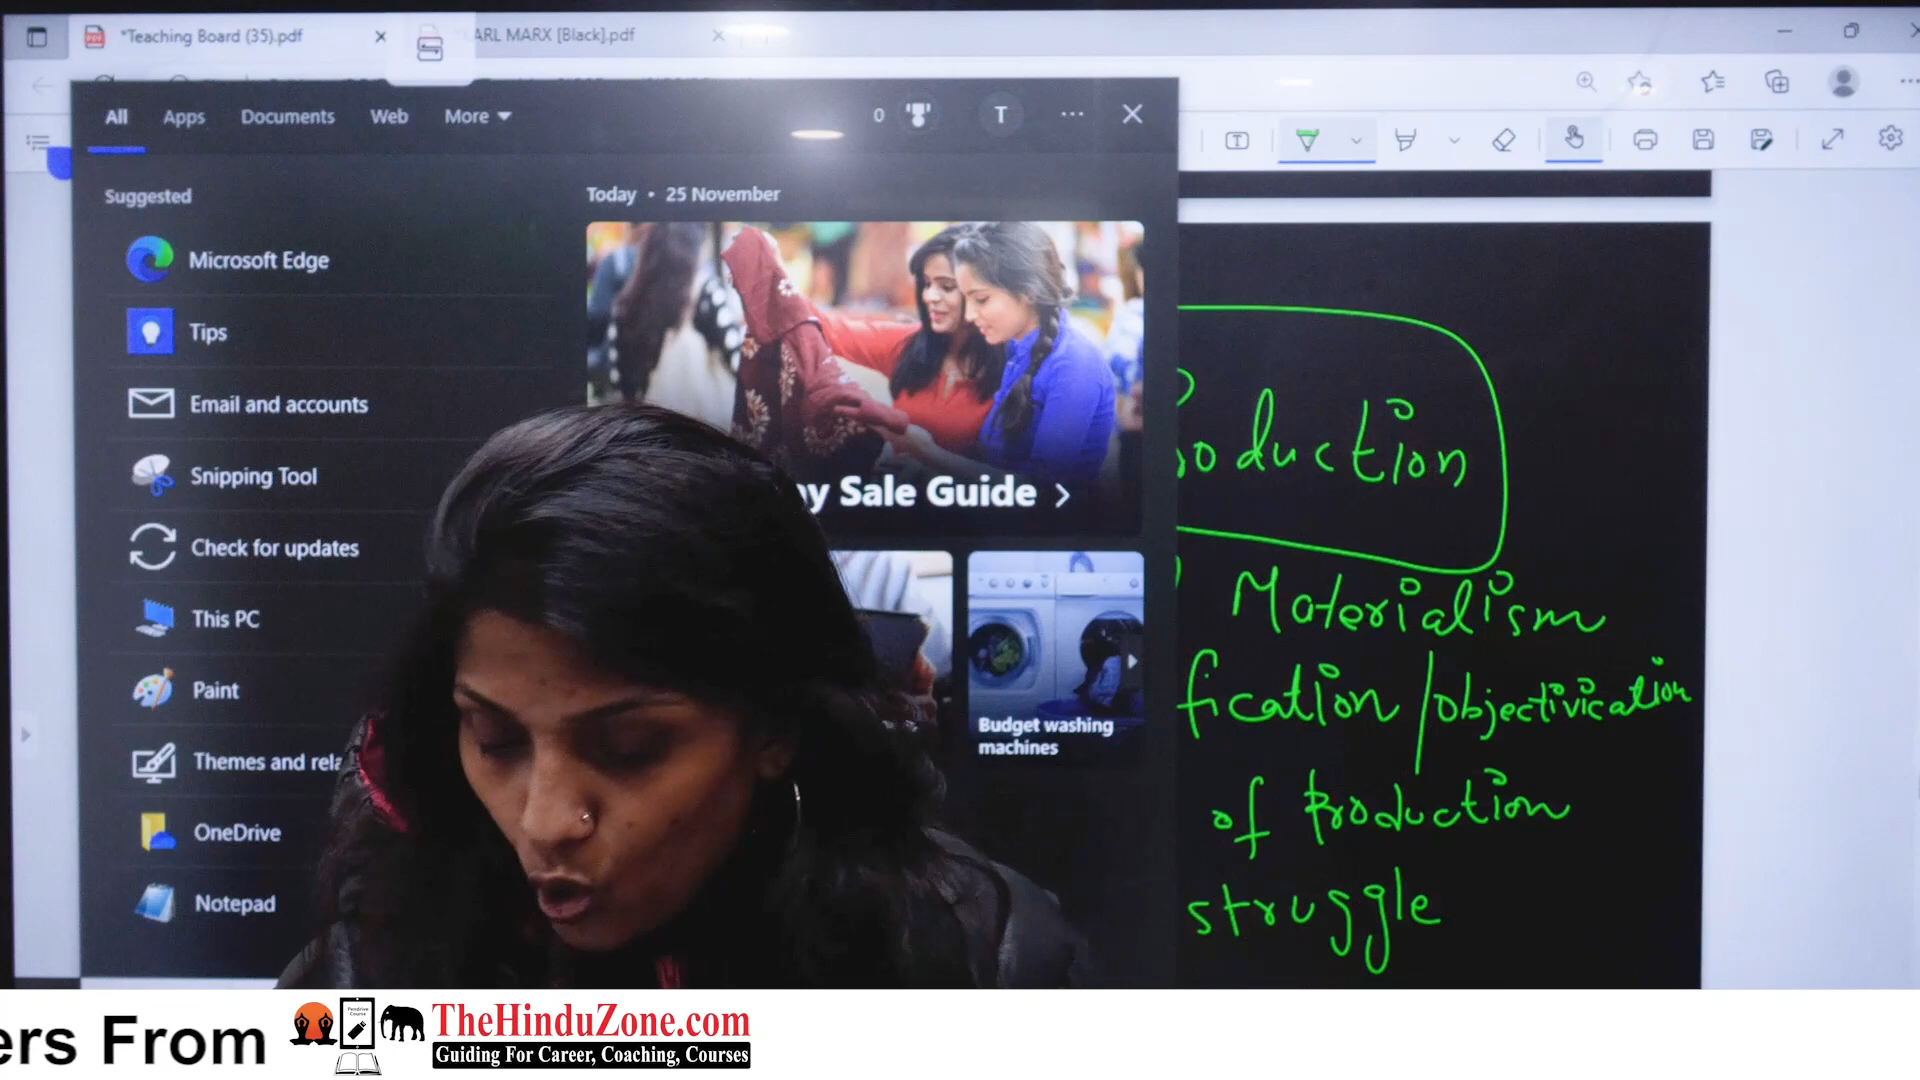 *Teaching Board (35).pdf
ARL MARX [Black].pdf
All Apps Documents Web More
0 T
Suggested
Today • 25 November
Microsoft Edge
Tips
Email and accounts
Snipping Tool
Check for updates
This PC
Paint
Themes and rela
OneDrive
Notepad
y Sale Guide
Budget washing
machines
oduction
Materialism
fication / objectivication
of Production
struggle
ers From
TheHinduZone.com
Guiding For Career, Coaching, Courses